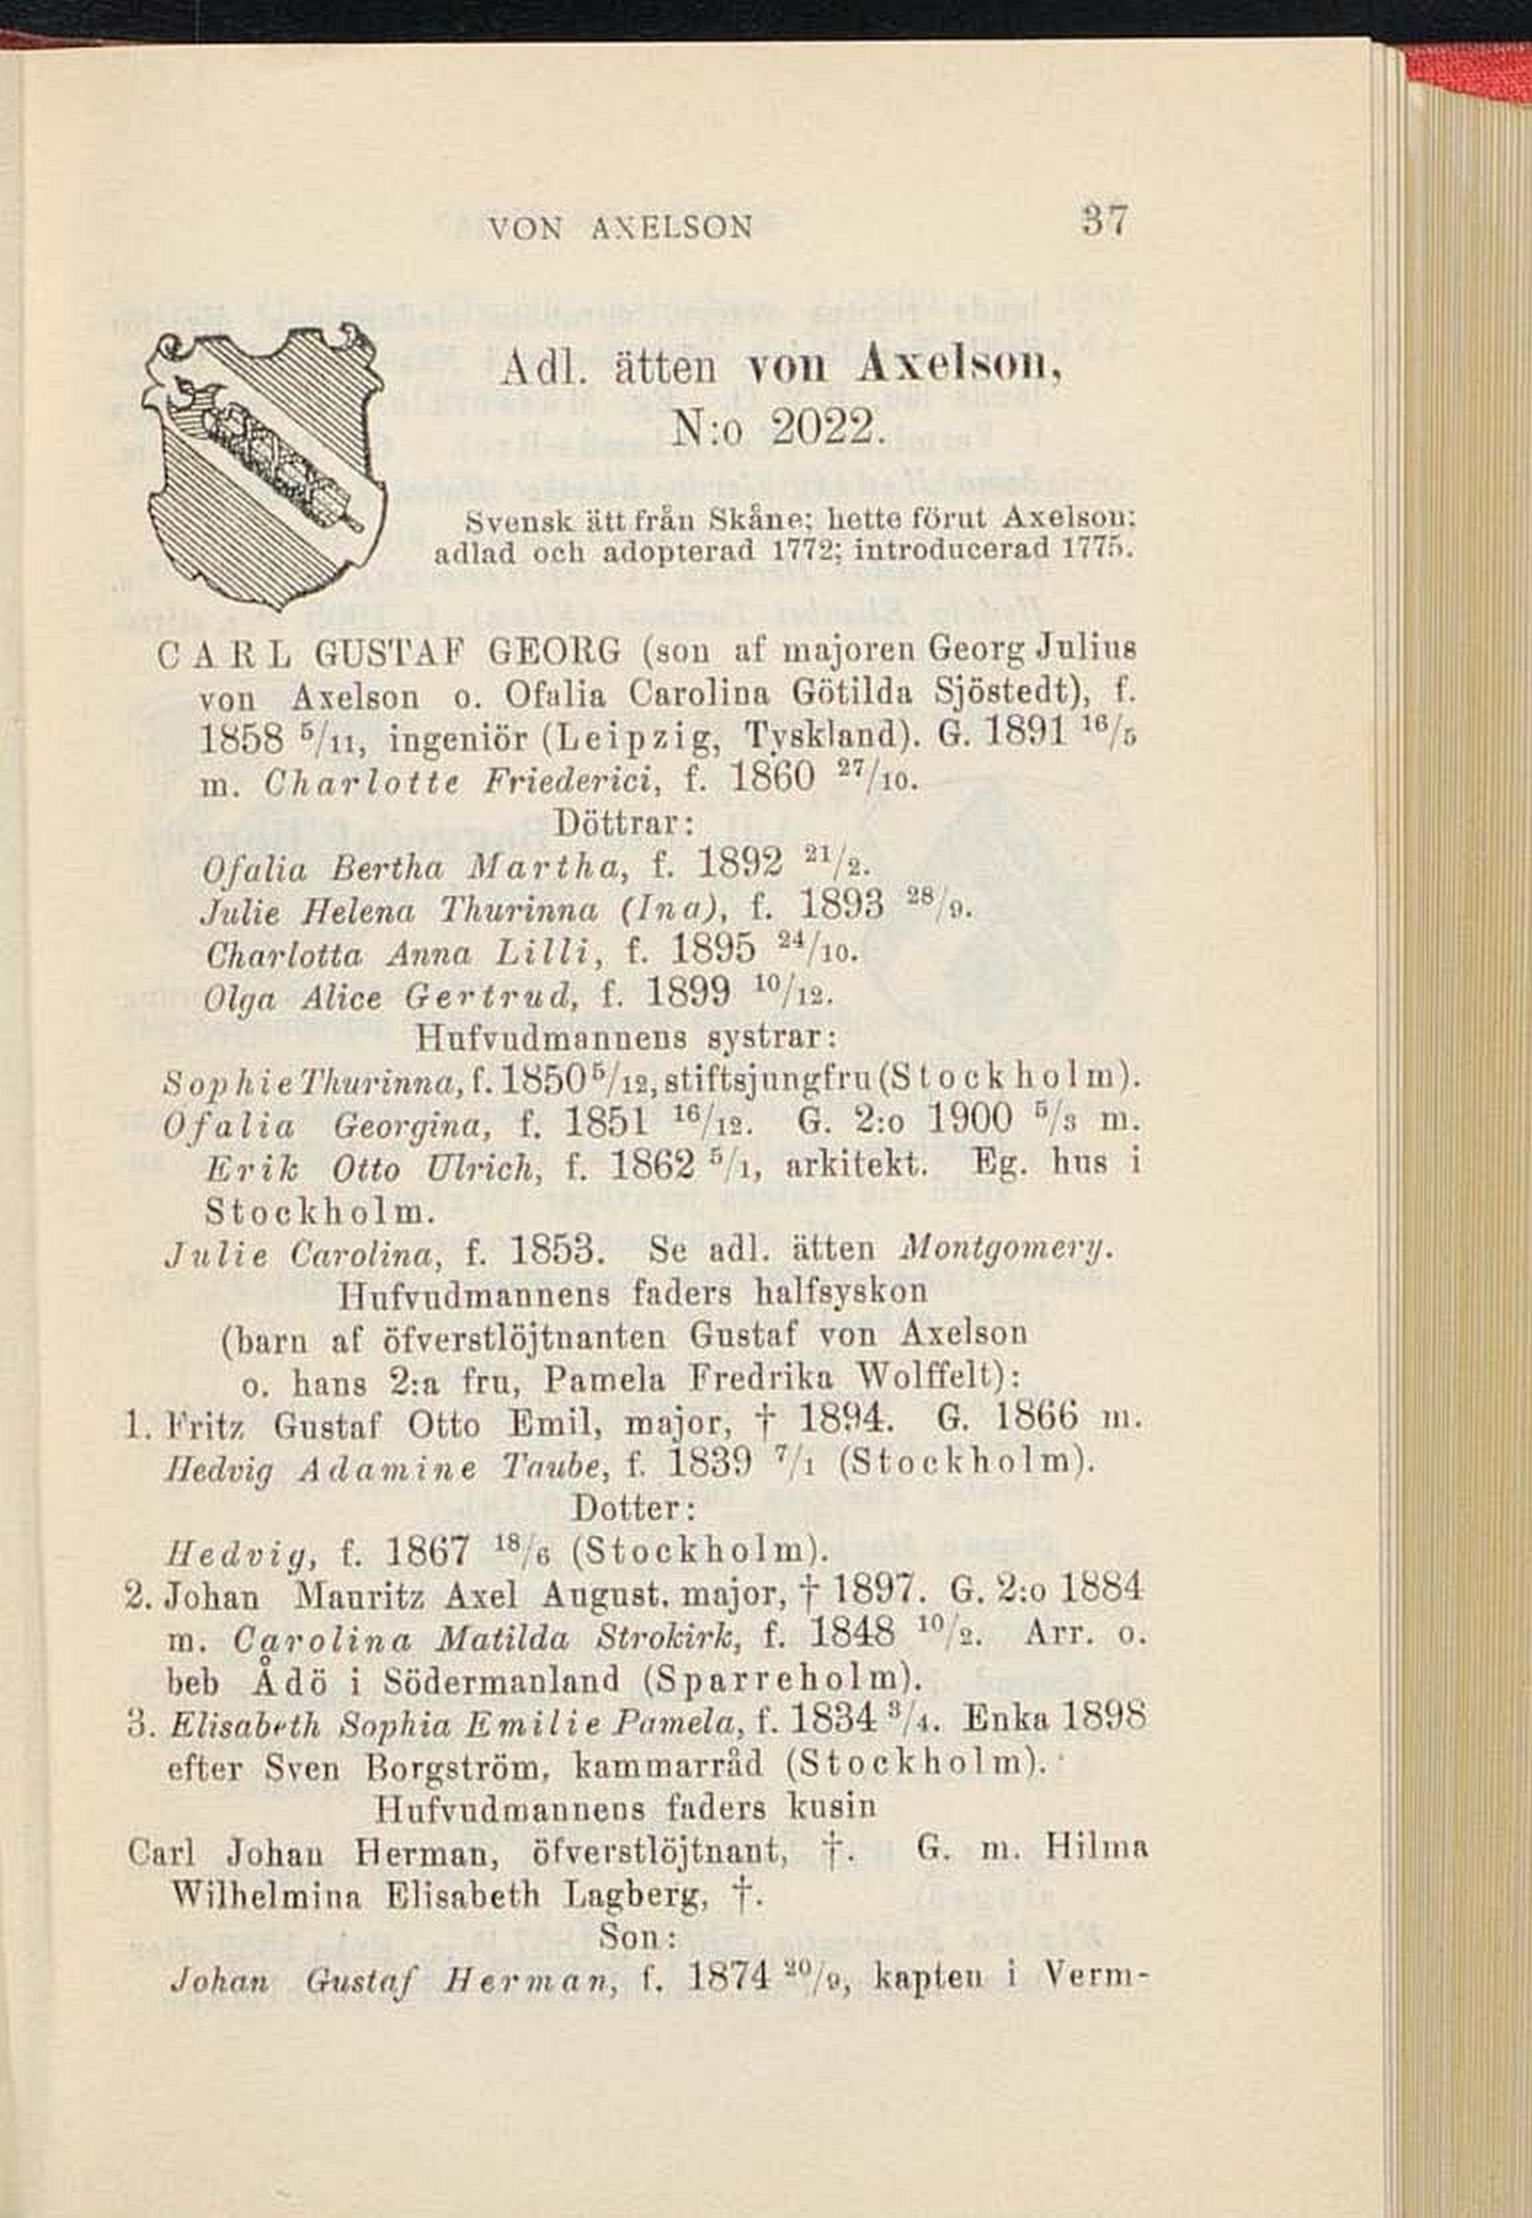 VON AXELSON 37
Adl. ätten von Axelson,
N:o 2022.
Svensk ätt från Skåne; hette förut Axelson;
adlad och adopterad 1772; introducerad 1775.
CARL GUSTAF GEORG (son af majoren Georg Julius
von Axelson o. Ofalia Carolina Götilda Sjöstedt), f.
1858 5/11, ingeniör (Leipzig, Tyskland). G. 1891 16/5
m. Charlotte Friederici, f. 1860 27/10.
Döttrar:
Ofalia Bertha Martha, f. 1892 21/2.
Julie Helena Thurinna (Ina), f. 1893 28/9.
Charlotta Anna Lilli, f. 1895 24/10.
Olga Alice Gertrud, f. 1899 10/12.
Hufvudmannens systrar:
Sophie Thurinna, f. 1850 5/12, stiftsjungfru (Stockholm).
Ofalia Georgina, f. 1851 16/12. G. 2:o 1900 5/3 m.
Erik Otto Ulrich, f. 1862 5/1, arkitekt. Eg. hus i
Stockholm.
Julie Carolina, f. 1853. Se adl. ätten Montgomery.
Hufvudmannens faders halfsyskon
(barn af öfverstlöjtnanten Gustaf von Axelson
o. hans 2:a fru, Pamela Fredrika Wolffelt):
1. Fritz Gustaf Otto Emil, major, † 1894. G. 1866 m.
Hedvig Adamine Taube, f. 1839 7/1 (Stockholm).
Dotter:
Hedvig, f. 1867 18/6 (Stockholm).
2. Johan Mauritz Axel August, major, † 1897. G. 2:o 1884
m. Carolina Matilda Strokirk, f. 1848 10/2. Arr. o.
beb Ådö i Södermanland (Sparreholm).
3. Elisabeth Sophia Emilie Pamela, f. 1834 3/4. Enka 1898
efter Sven Borgström, kammarråd (Stockholm).
Hufvudmannens faders kusin
Carl Johan Herman, öfverstlöjtnant, †. G. m. Hilma
Wilhelmina Elisabeth Lagberg, †.
Son:
Johan Gustaf Herman, f. 1874 20/9, kapten i Verm-